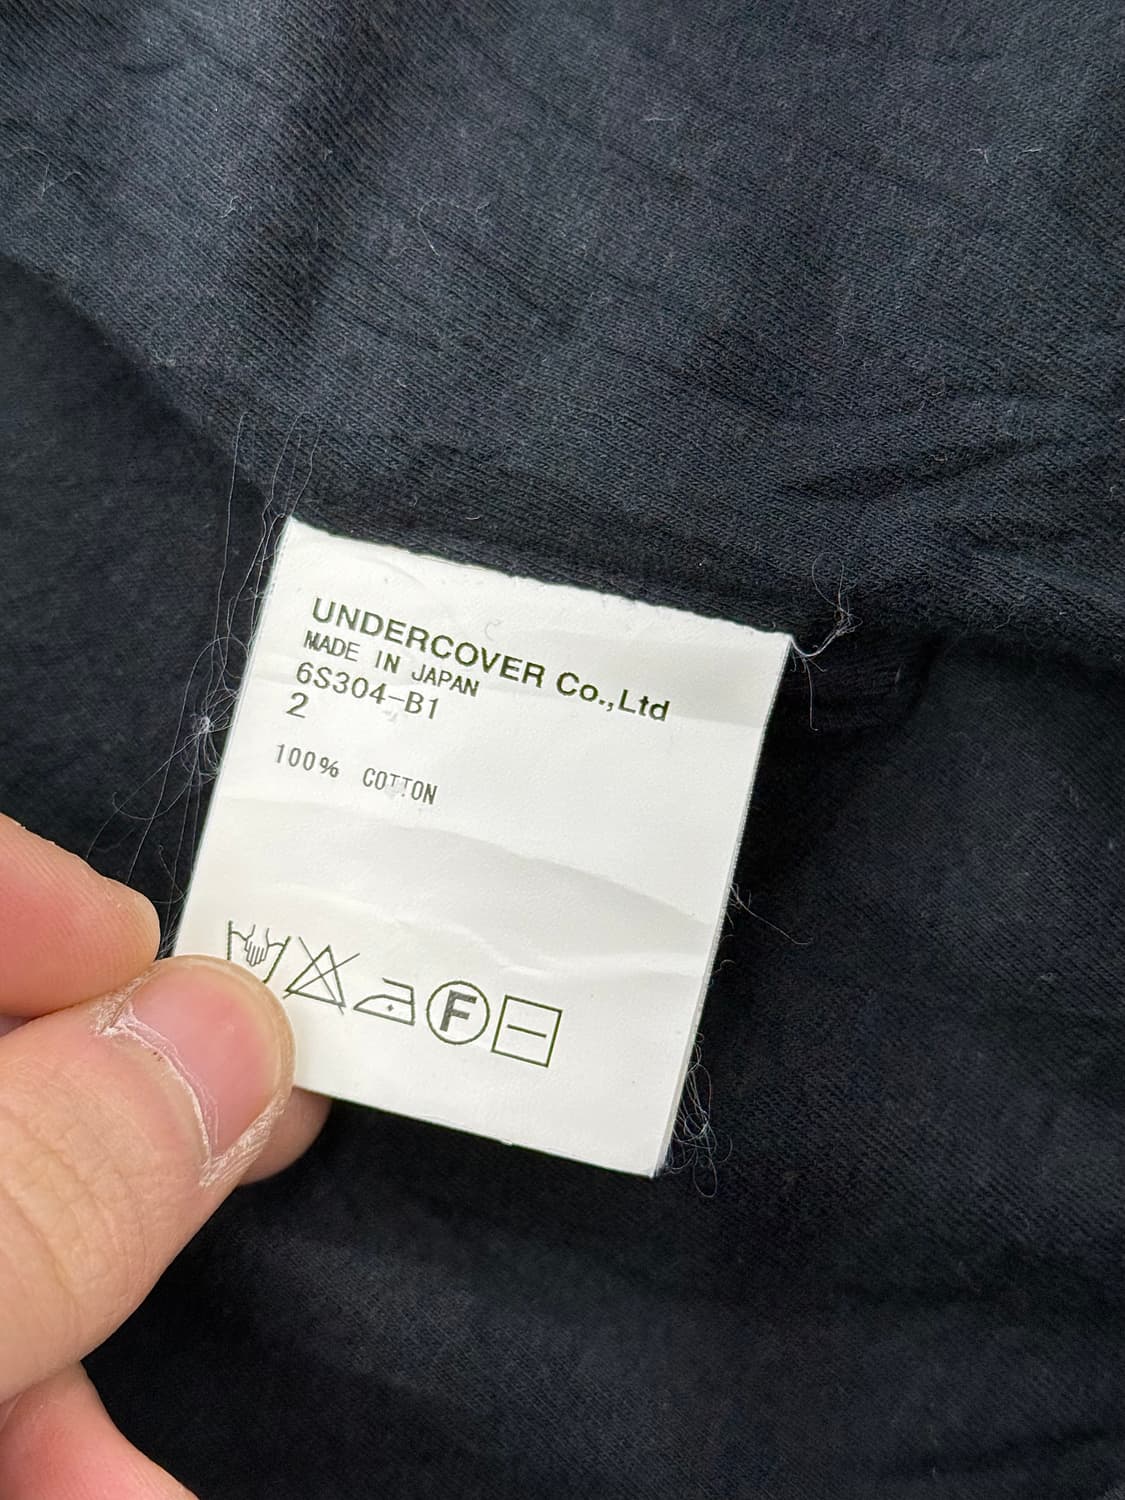 UNDERCOVER Co.,Ltd
MADE IN JAPAN
6S304-B1
2
100% COTTON
F